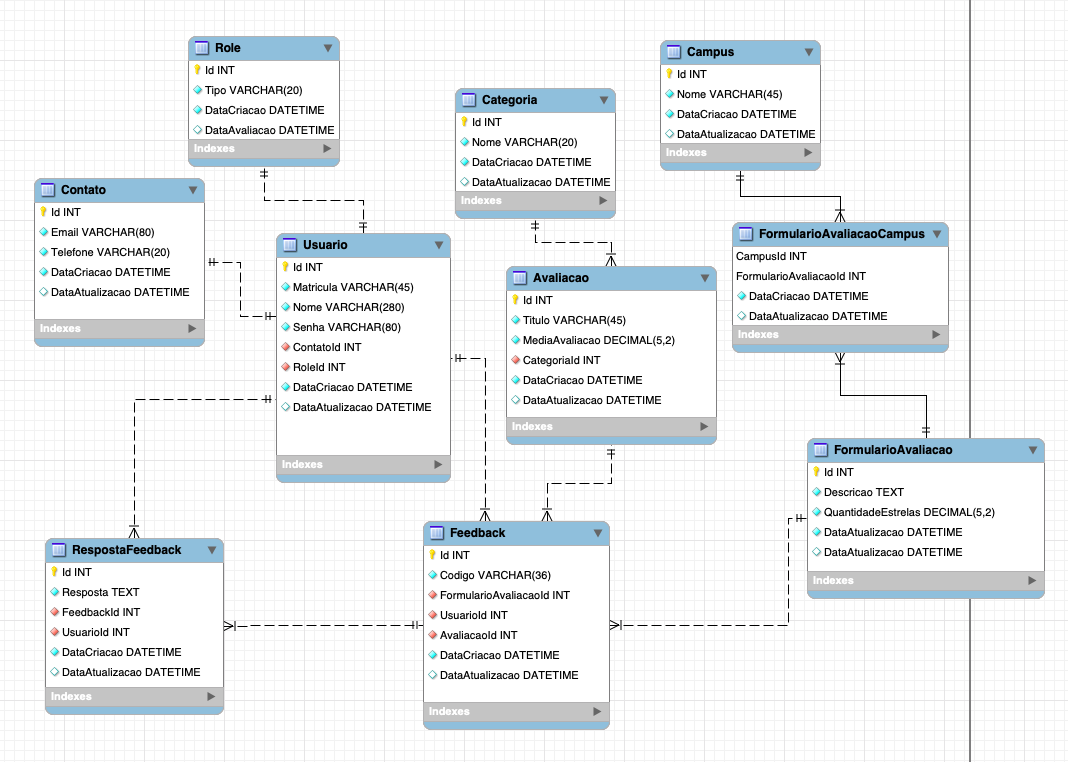 Role
Id INT
Tipo VARCHAR(20)
DataCriacao DATETIME
DataAvaliacao DATETIME
Indexes
Campus
Id INT
Nome VARCHAR(45)
DataCriacao DATETIME
DataAtualizacao DATETIME
Indexes
Categoria
Id INT
Nome VARCHAR(20)
DataCriacao DATETIME
DataAtualizacao DATETIME
Indexes
Contato
Id INT
Email VARCHAR(80)
Telefone VARCHAR(20)
DataCriacao DATETIME
DataAtualizacao DATETIME
Indexes
Usuario
Id INT
Matricula VARCHAR(45)
Nome VARCHAR(280)
Senha VARCHAR(80)
ContatoId INT
RoleId INT
DataCriacao DATETIME
DataAtualizacao DATETIME
Indexes
Avaliacao
Id INT
Titulo VARCHAR(45)
MediaAvaliacao DECIMAL(5,2)
CategoriaId INT
DataCriacao DATETIME
DataAtualizacao DATETIME
Indexes
FormularioAvaliacaoCampus
CampusId INT
FormularioAvaliacaoId INT
DataCriacao DATETIME
DataAtualizacao DATETIME
Indexes
FormularioAvaliacao
Id INT
Descricao TEXT
QuantidadeEstrelas DECIMAL(5,2)
DataAtualizacao DATETIME
DataAtualizacao DATETIME
Indexes
RespostaFeedback
Id INT
Resposta TEXT
FeedbackId INT
UsuarioId INT
DataCriacao DATETIME
DataAtualizacao DATETIME
Indexes
Feedback
Id INT
Codigo VARCHAR(36)
FormularioAvaliacaoId INT
UsuarioId INT
AvaliacaoId INT
DataCriacao DATETIME
DataAtualizacao DATETIME
Indexes